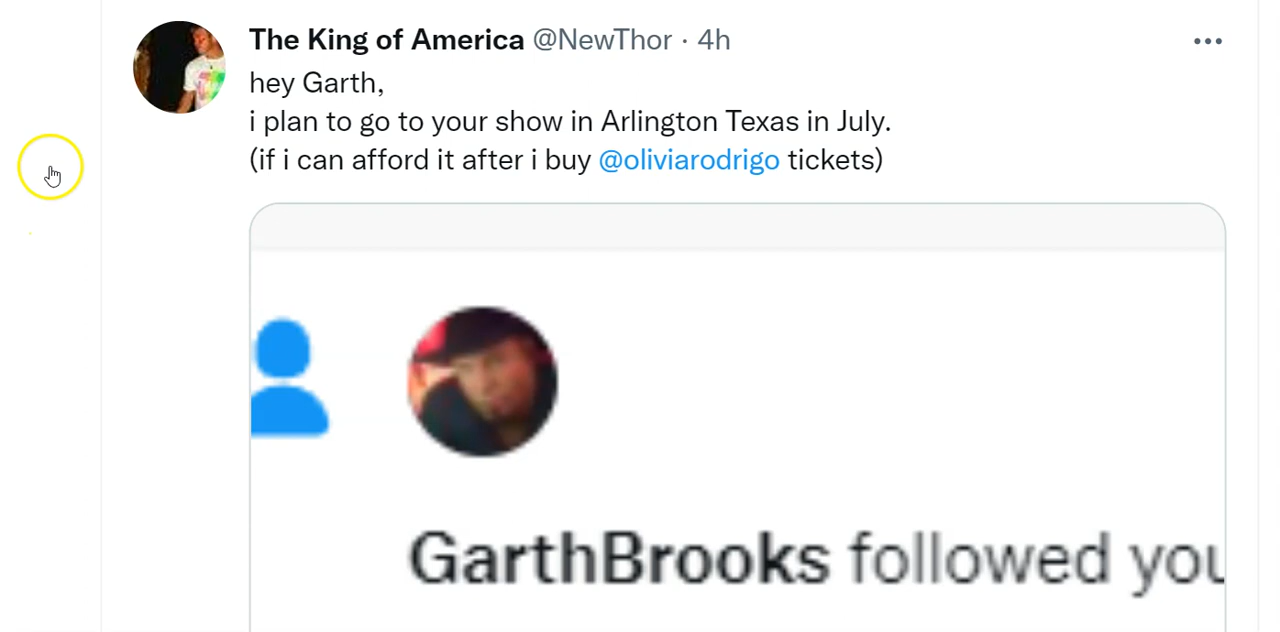 The King of America @NewThor · 4h
hey Garth,
i plan to go to your show in Arlington Texas in July.
(if i can afford it after i buy @oliviarodrigo tickets)
GarthBrooks followed you